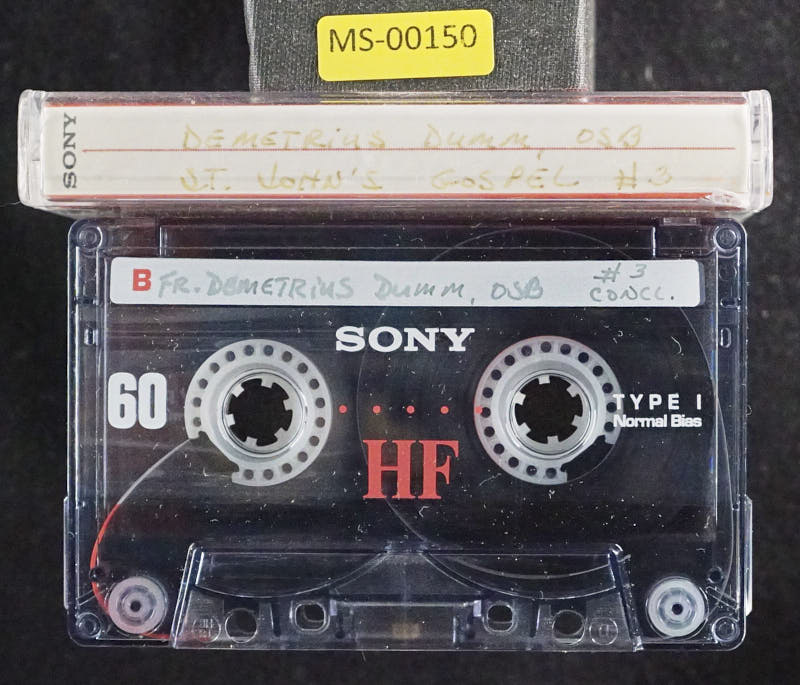 MS-00150
SONY
DEMETRIUS DUMM, OSB
ST. JOHN'S GOSPEL #3
B FR. DEMETRIUS DUMM, OSB #3
CONCL.
SONY
60
TYPE I
Normal Bias
HF